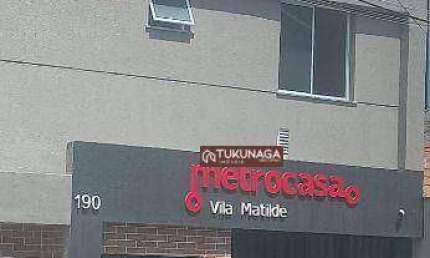 TUKUNAGA
metrocasa
190
Vila Matilde